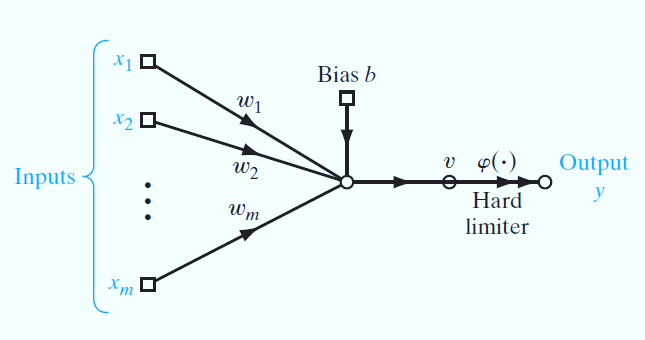 x1
w1
Bias b
x2
w2
v φ(·)
Output
y
Inputs
Hard
limiter
wm
xm